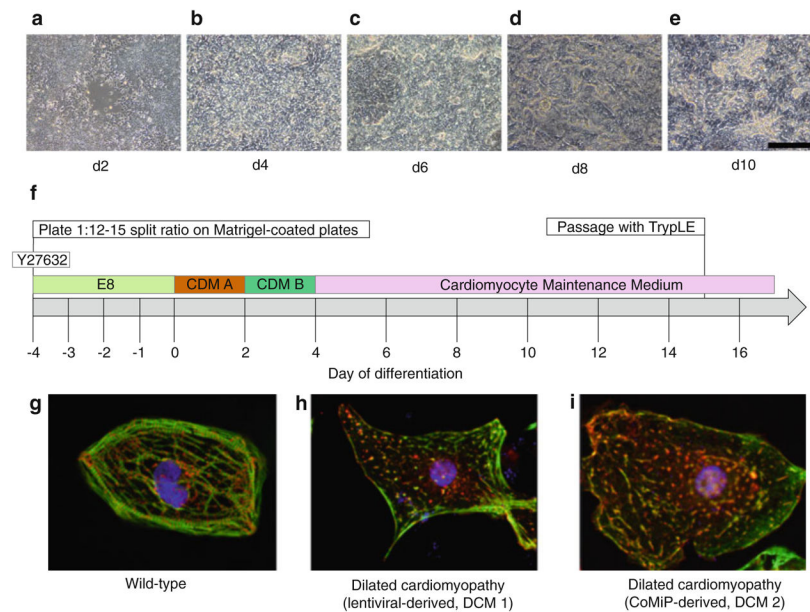 a b c d e
d2 d4 d6 d8 d10
f
Plate 1:12-15 split ratio on Matrigel-coated plates
Passage with TrypLE
Y27632
E8 CDM A CDM B Cardiomyocyte Maintenance Medium
-4 -3 -2 -1 0 2 4 6 8 10 12 14 16
Day of differentiation
g h i
Wild-type
Dilated cardiomyopathy
(lentiviral-derived, DCM 1)
Dilated cardiomyopathy
(CoMiP-derived, DCM 2)